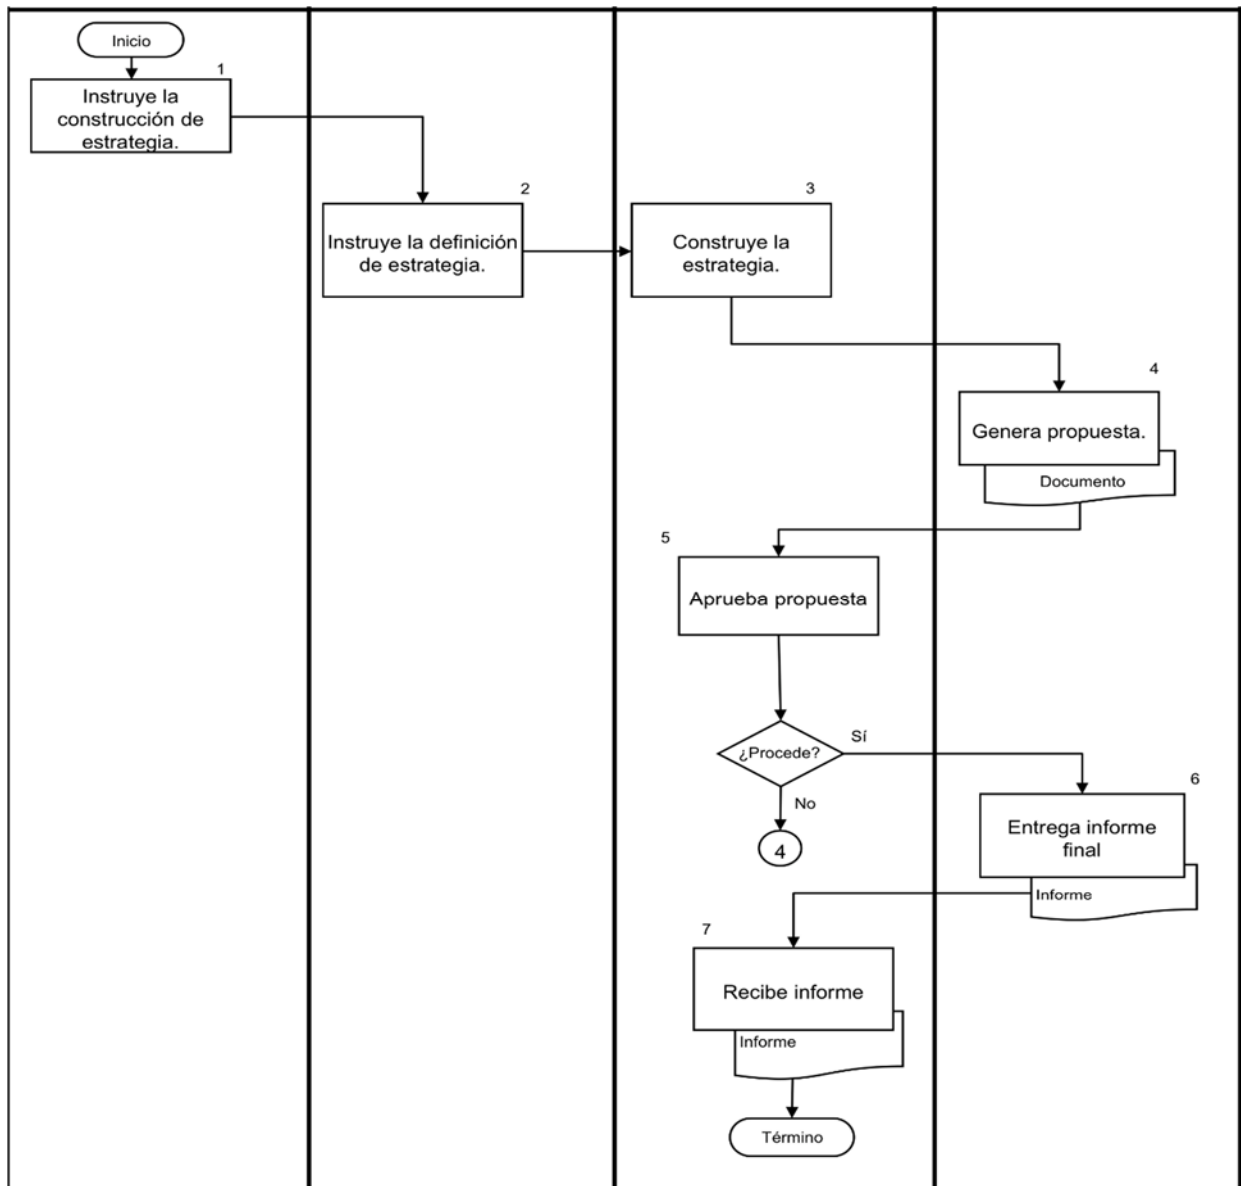 Inicio
1
Instruye la
construcción de
estrategia.
2
Instruye la definición
de estrategia.
3
Construye la
estrategia.
4
Genera propuesta.
Documento
5
Aprueba propuesta
¿Procede?
Sí
No
4
6
Entrega informe
final
Informe
7
Recibe informe
Informe
Término